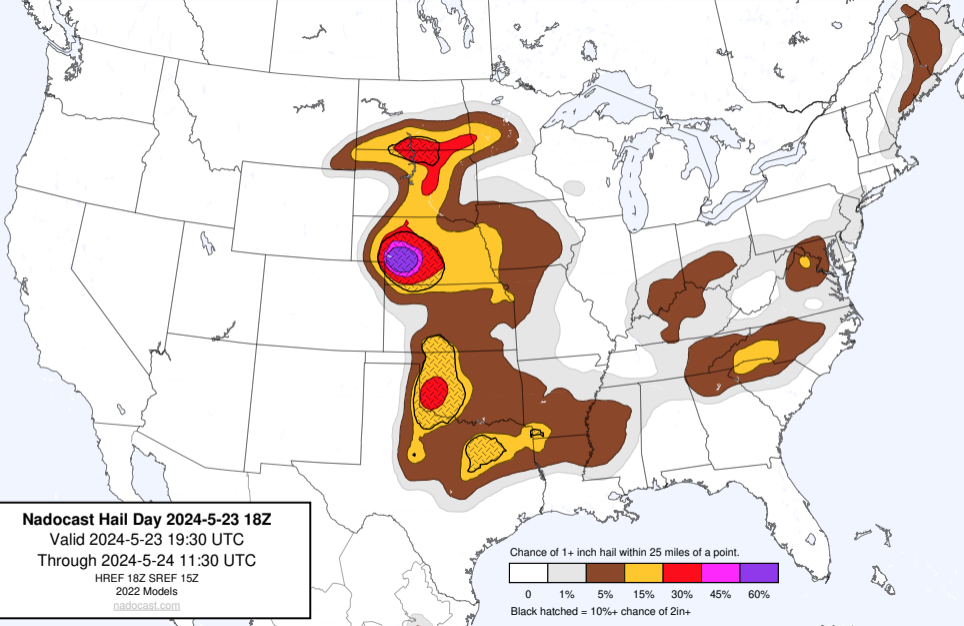 Nadocast Hail Day 2024-5-23 18Z
Valid 2024-5-23 19:30 UTC
Through 2024-5-24 11:30 UTC
HREF 18Z SREF 15Z
2022 Models
nadocast.com
Chance of 1+ inch hail within 25 miles of a point.
0 1% 5% 15% 30% 45% 60%
Black hatched = 10%+ chance of 2in+